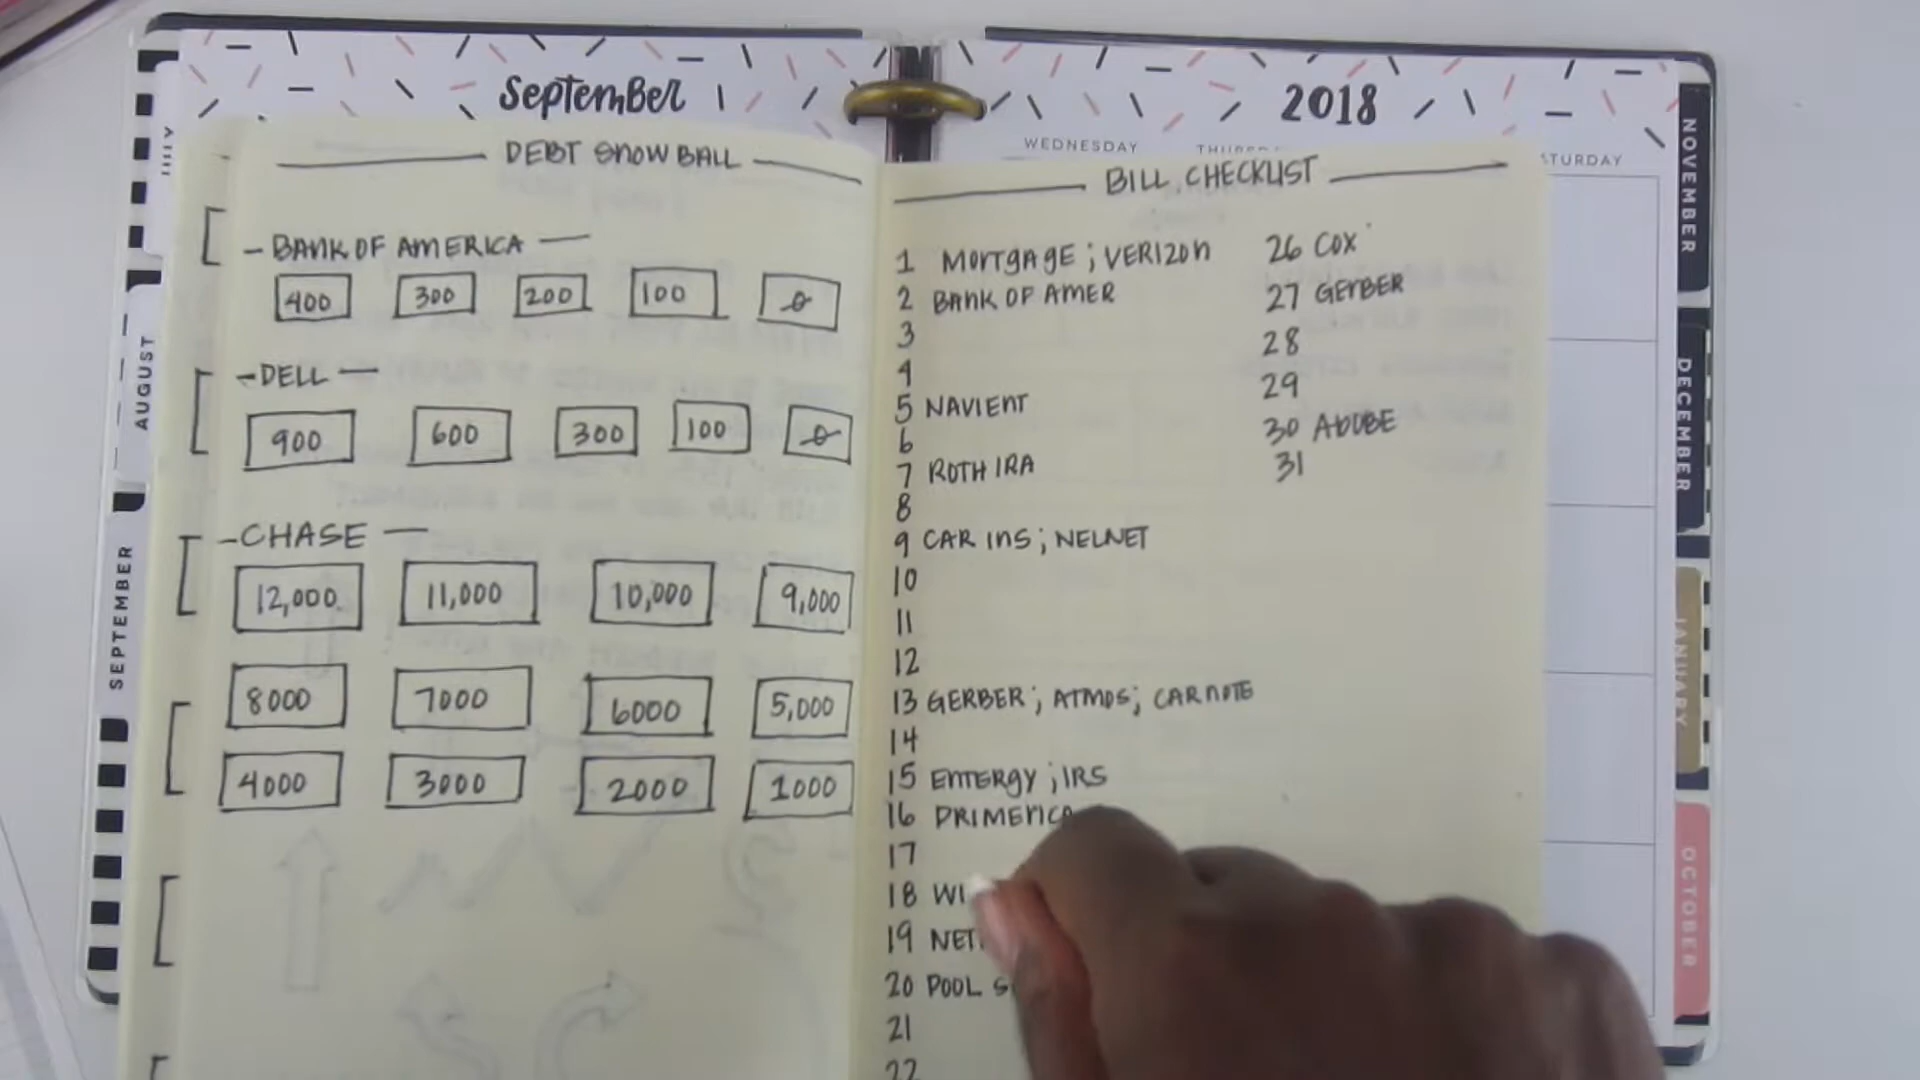 September
2018
WEDNESDAY
TURDAY
DEBT SNOWBALL
- BANK OF AMERICA -
400 300 200 100 0
- DELL -
900 600 300 100 0
- CHASE -
12,000 11,000 10,000 9,000
8000 7000 6000 5,000
4000 3000 2000 1000
BILL CHECKLIST
1 MORTGAGE ; VERIZON
2 BANK OF AMER
3
4
5 NAVIENT
6
7 ROTH IRA
8
9 CAR INS ; NELNET
10
11
12
13 GERBER ; ATMOS; CAR NOTE
14
15 ENTERGY ; IRS
16 PRIMERICA
17
18
19
20 POOL
21
22
26 COX
27 GERBER
28
29
30 ADOBE
31
AUGUST
SEPTEMBER
NOVEMBER
DECEMBER
JANUARY
OCTOBER